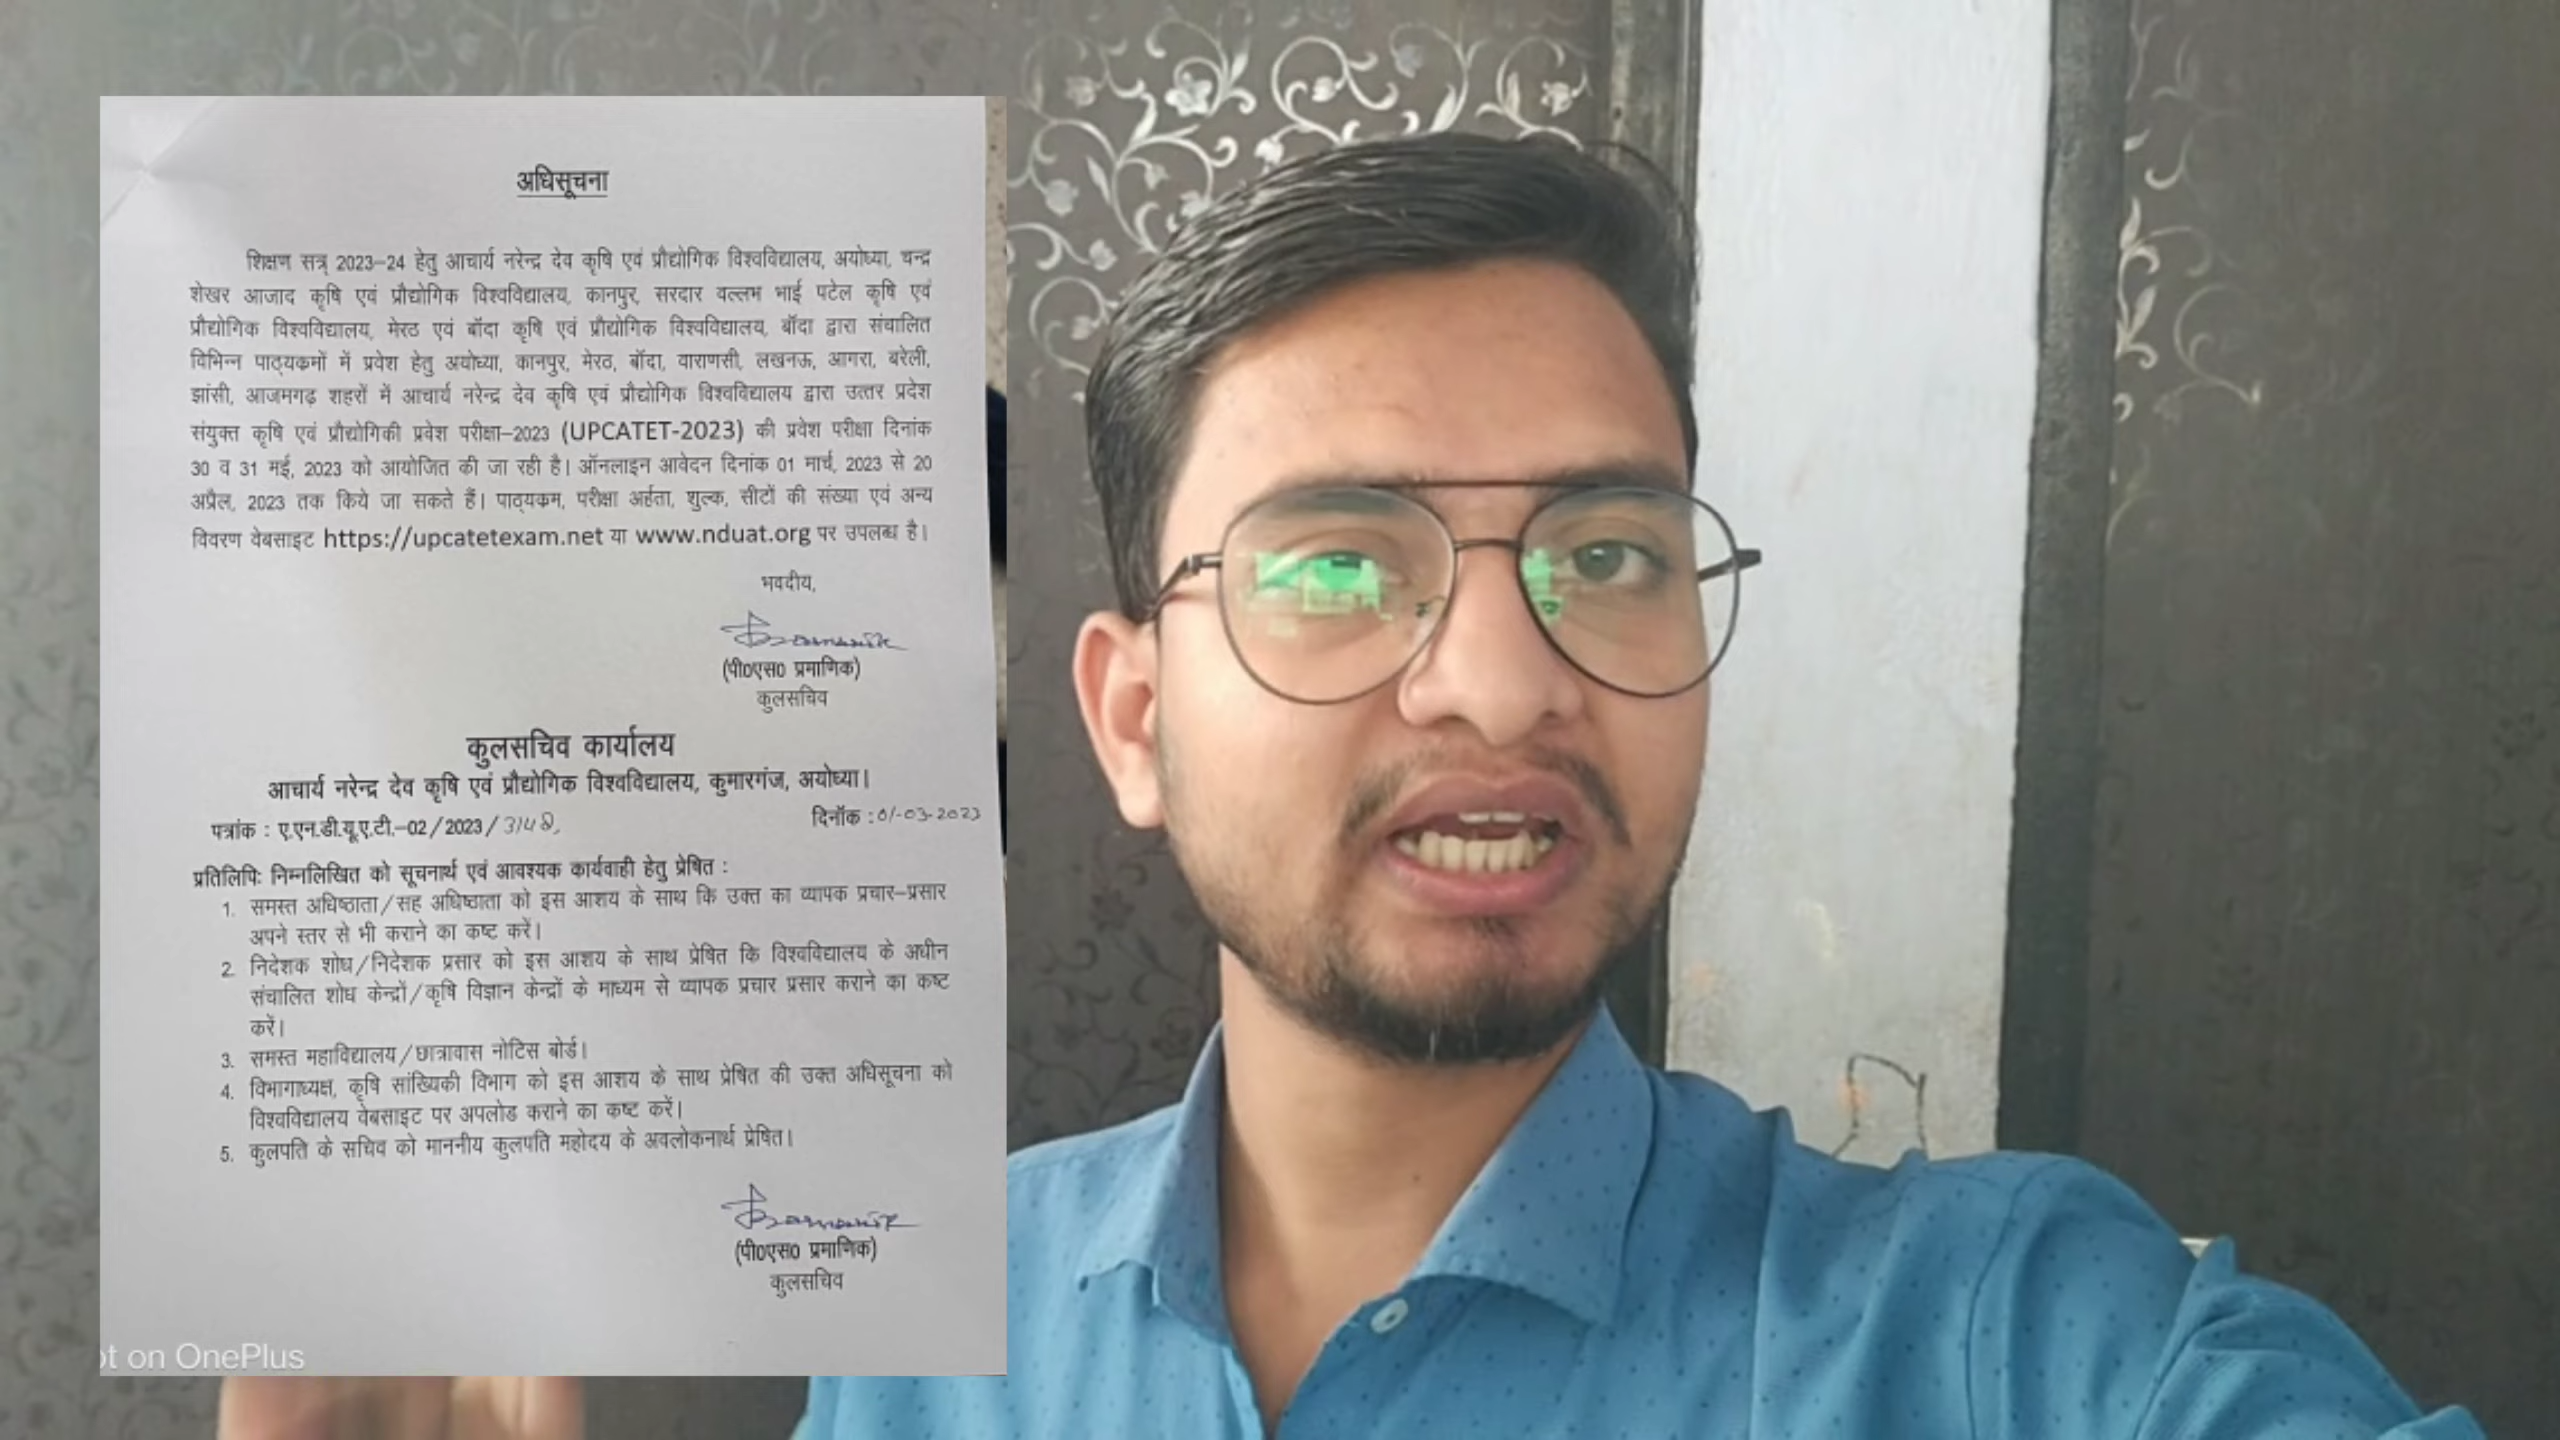 अधिसूचना
शिक्षण सत्र् 2023–24 हेतु आचार्य नरेन्द्र देव कृषि एवं प्रौद्योगिक विश्वविद्यालय, अयोध्या, चन्द्र
शेखर आजाद कृषि एवं प्रौद्योगिक विश्वविद्यालय, कानपुर, सरदार वल्लभ भाई पटेल कृषि एवं
प्रौद्योगिक विश्वविद्यालय, मेरठ एवं बॉदा कृषि एवं प्रौद्योगिक विश्वविद्यालय, बॉदा द्वारा संचालित
विभिन्न पाठ्यकमों में प्रवेश हेतु अयोध्या, कानपुर, मेरठ, बॉदा, वाराणसी, लखनऊ, आगरा, बरेली,
झांसी, आजमगढ़ शहरों में आचार्य नरेन्द्र देव कृषि एवं प्रौद्योगिक विश्वविद्यालय द्वारा उत्तर प्रदेश
संयुक्त कृषि एवं प्रौद्योगिकी प्रवेश परीक्षा–2023 (UPCATET-2023) की प्रवेश परीक्षा दिनांक
30 व 31 मई, 2023 को आयोजित की जा रही है। ऑनलाइन आवेदन दिनांक 01 मार्च, 2023 से 20
अप्रैल, 2023 तक किये जा सकते हैं। पाठ्यकम, परीक्षा अर्हता, शुल्क, सीटों की संख्या एवं अन्य
विवरण वेबसाइट https://upcatetexam.net या www.nduat.org पर उपलब्ध है।
भवदीय,
(पी0एस0 प्रमाणिक)
कुलसचिव
कुलसचिव कार्यालय
आचार्य नरेन्द्र देव कृषि एवं प्रौद्योगिक विश्वविद्यालय, कुमारगंज, अयोध्या।
पत्रांक : ए.एन.डी.यू.ए.टी.–02/2023/3148 दिनॉक : 01-03-2023
प्रतिलिपिः निम्नलिखित को सूचनार्थ एवं आवश्यक कार्यवाही हेतु प्रेषित :
1. समस्त अधिष्ठाता/सह अधिष्ठाता को इस आशय के साथ कि उक्त का व्यापक प्रचार–प्रसार
अपने स्तर से भी कराने का कष्ट करें।
2. निदेशक शोध/निदेशक प्रसार को इस आशय के साथ प्रेषित कि विश्वविद्यालय के अधीन
संचालित शोध केन्द्रों/कृषि विज्ञान केन्द्रों के माध्यम से व्यापक प्रचार प्रसार कराने का कष्ट
करें।
3. समस्त महाविद्यालय/छात्रावास नोटिस बोर्ड।
4. विभागाध्यक्ष, कृषि सांख्यिकी विभाग को इस आशय के साथ प्रेषित की उक्त अधिसूचना को
विश्वविद्यालय वेबसाइट पर अपलोड कराने का कष्ट करें।
5. कुलपति के सचिव को माननीय कुलपति महोदय के अवलोकनार्थ प्रेषित।
(पी0एस0 प्रमाणिक)
कुलसचिव
on OnePlus